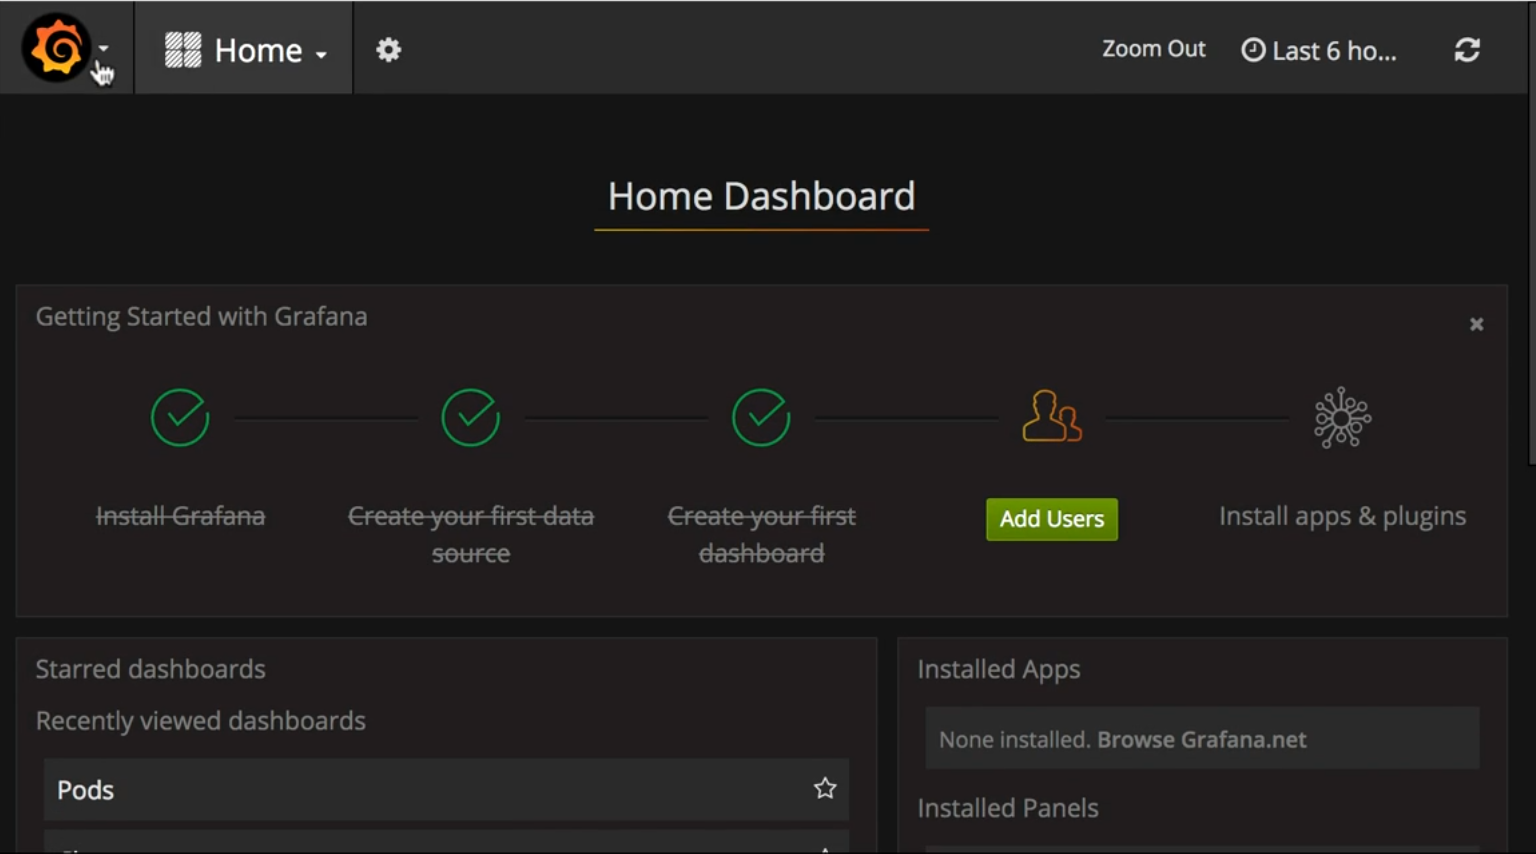 Home
Zoom Out
Last 6 ho...
Home Dashboard
Getting Started with Grafana
Install Grafana
Create your first data
source
Create your first
dashboard
Add Users
Install apps & plugins
Starred dashboards
Recently viewed dashboards
Pods
Installed Apps
None installed. Browse Grafana.net
Installed Panels